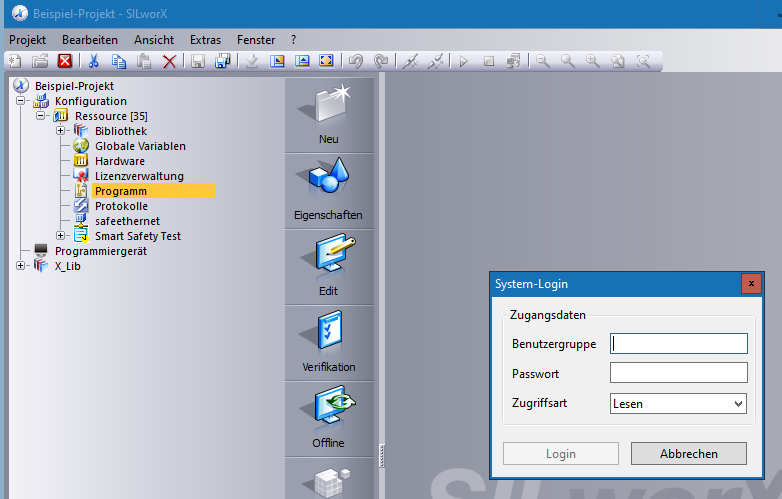 Beispiel-Projekt - SILworX
Projekt Bearbeiten Ansicht Extras Fenster ?
Beispiel-Projekt
Konfiguration
Ressource [35]
Bibliothek
Globale Variablen
Hardware
Lizenzverwaltung
Programm
Protokolle
safeethernet
Smart Safety Test
Programmiergerät
X_Lib
Neu
Eigenschaften
Edit
Verifikation
Offline
System-Login
Zugangsdaten
Benutzergruppe
Passwort
Zugriffsart Lesen
Login Abbrechen
SILworX